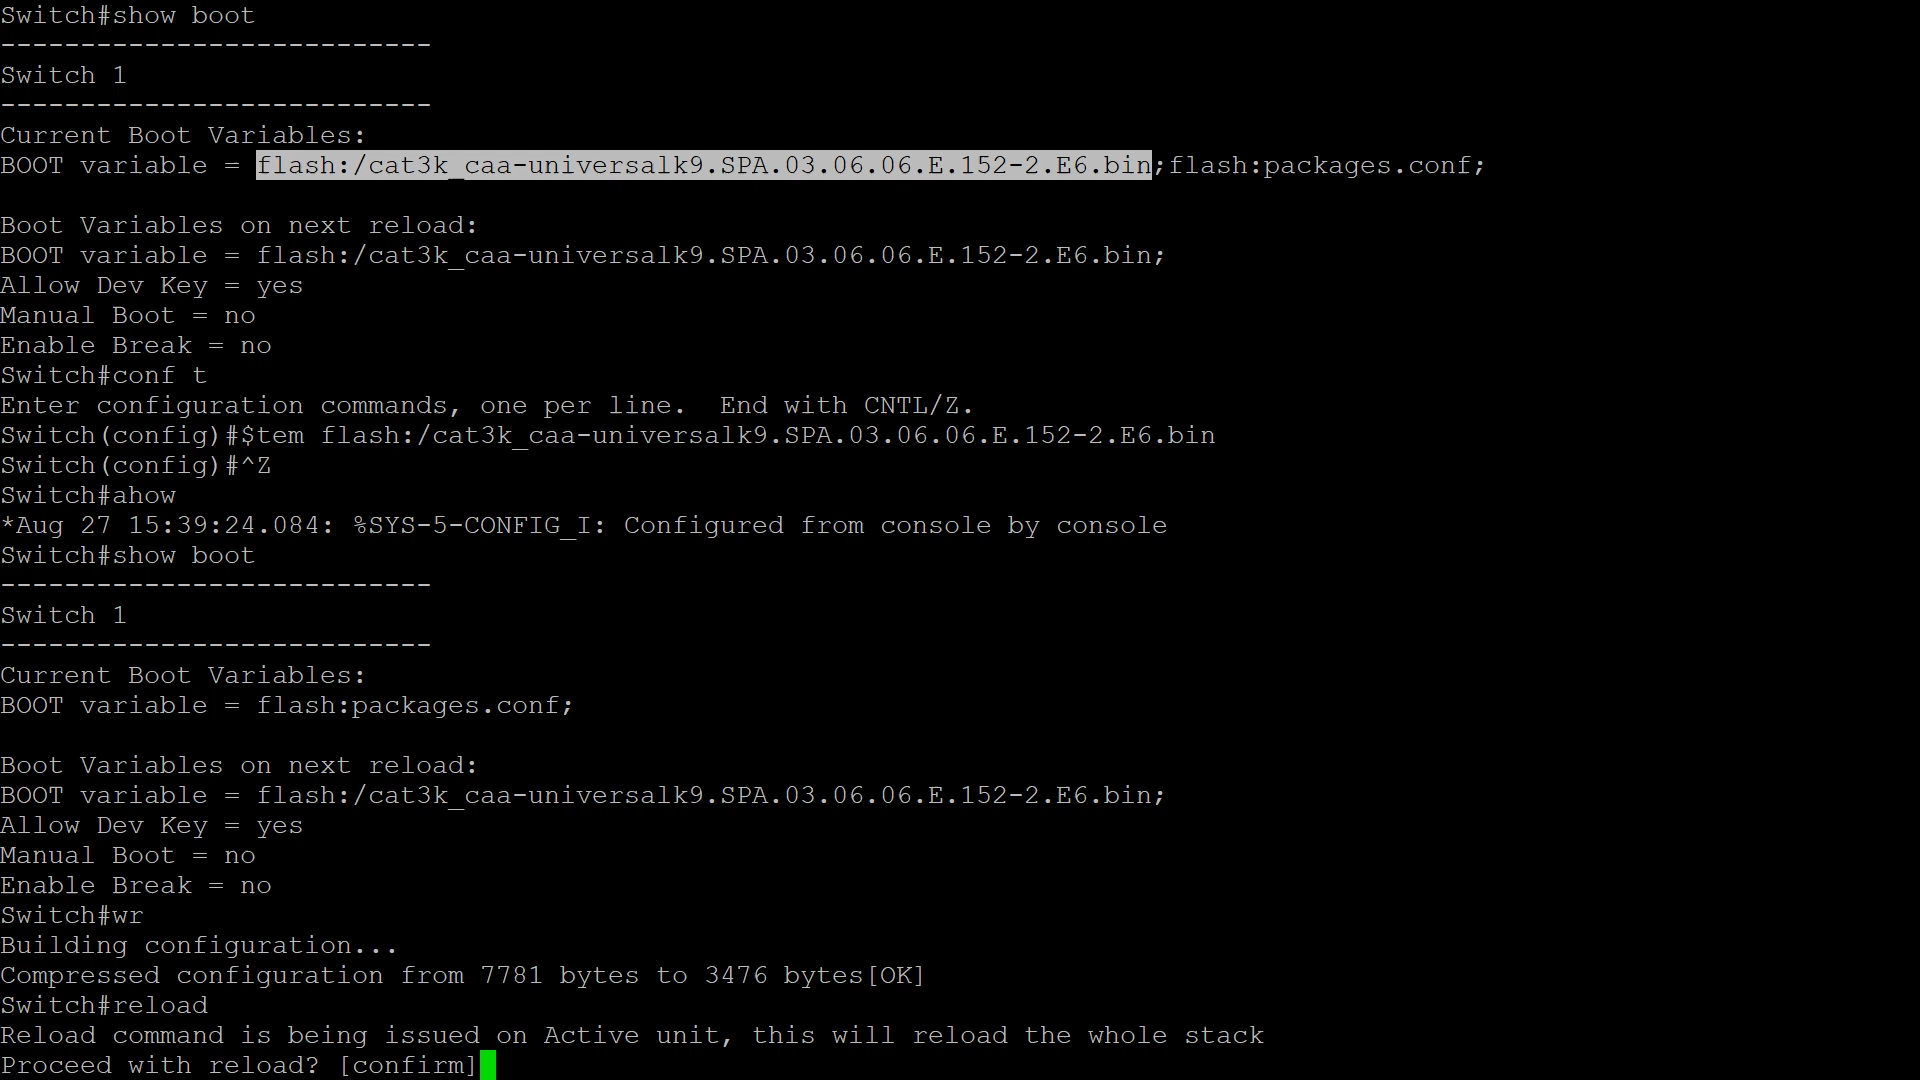 Switch#show boot
---------------------------
Switch 1
---------------------------
Current Boot Variables:
BOOT variable = flash:/cat3k_caa-universalk9.SPA.03.06.06.E.152-2.E6.bin;flash:packages.conf;
Boot Variables on next reload:
BOOT variable = flash:/cat3k_caa-universalk9.SPA.03.06.06.E.152-2.E6.bin;
Allow Dev Key = yes
Manual Boot = no
Enable Break = no
Switch#conf t
Enter configuration commands, one per line.  End with CNTL/Z.
Switch(config)#$tem flash:/cat3k_caa-universalk9.SPA.03.06.06.E.152-2.E6.bin
Switch(config)#^Z
Switch#ahow
*Aug 27 15:39:24.084: %SYS-5-CONFIG_I: Configured from console by console
Switch#show boot
---------------------------
Switch 1
---------------------------
Current Boot Variables:
BOOT variable = flash:packages.conf;
Boot Variables on next reload:
BOOT variable = flash:/cat3k_caa-universalk9.SPA.03.06.06.E.152-2.E6.bin;
Allow Dev Key = yes
Manual Boot = no
Enable Break = no
Switch#wr
Building configuration...
Compressed configuration from 7781 bytes to 3476 bytes[OK]
Switch#reload
Reload command is being issued on Active unit, this will reload the whole stack
Proceed with reload? [confirm]